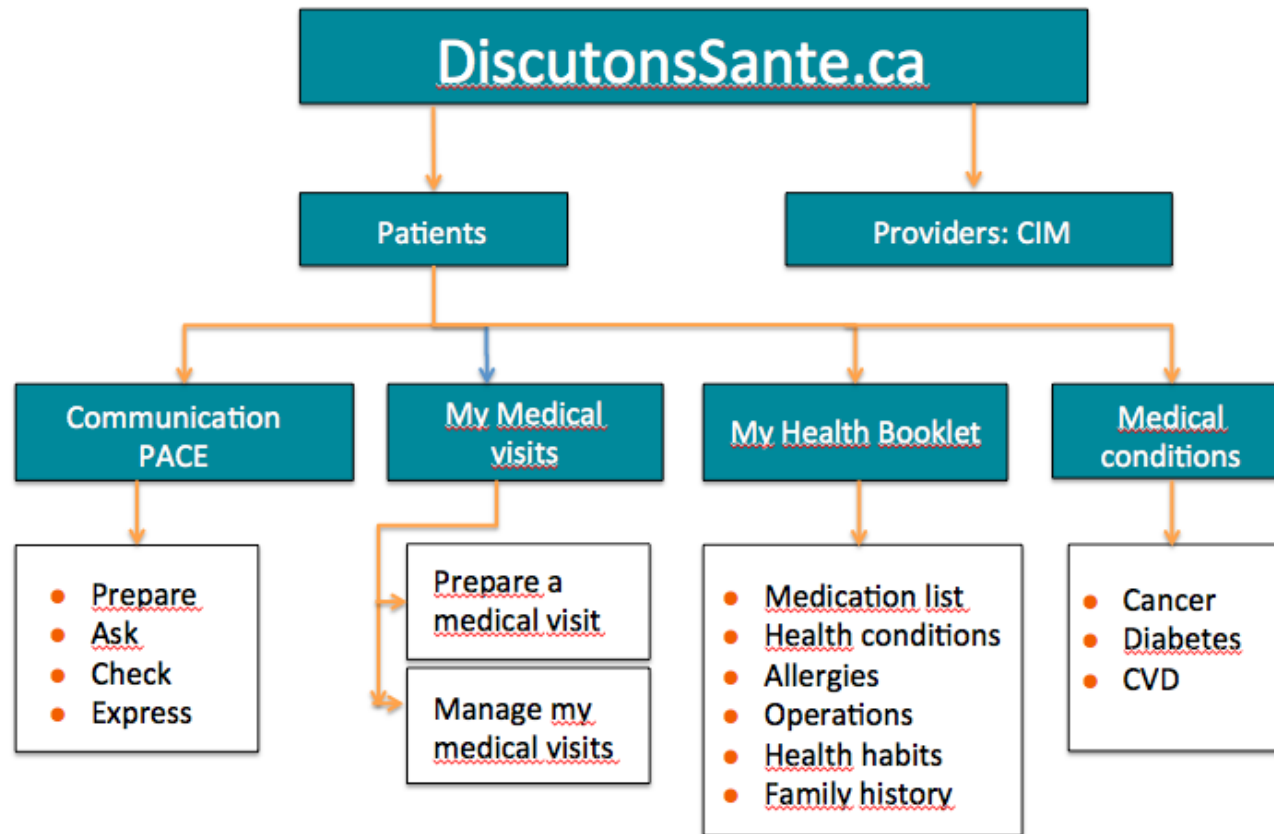 DiscutonsSante.ca
Patients
Providers: CIM
Communication
PACE
My Medical
visits
My Health Booklet
Medical
conditions
Prepare
Ask
Check
Express
Prepare a
medical visit
Manage my
medical visits
Medication list
Health conditions
Allergies
Operations
Health habits
Family history
Cancer
Diabetes
CVD